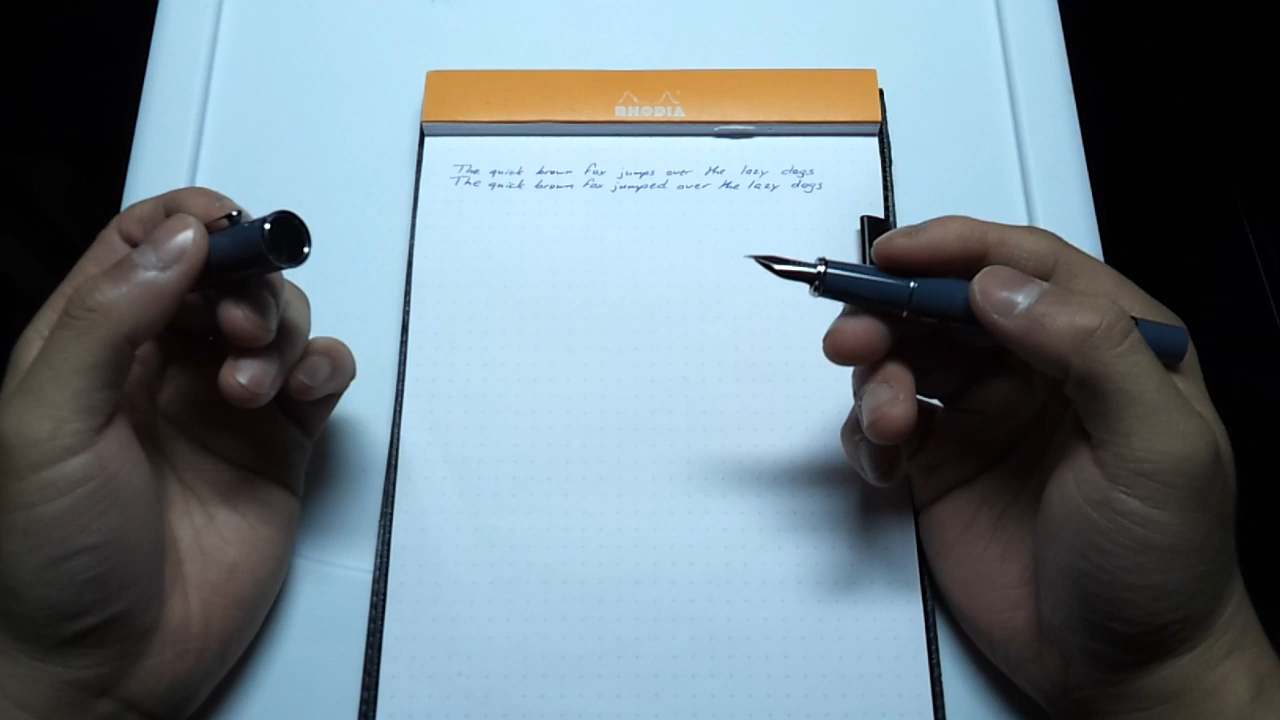 RHODIA
The quick brown fox jumps over the lazy dogs
The quick brown fox jumped over the lazy dogs